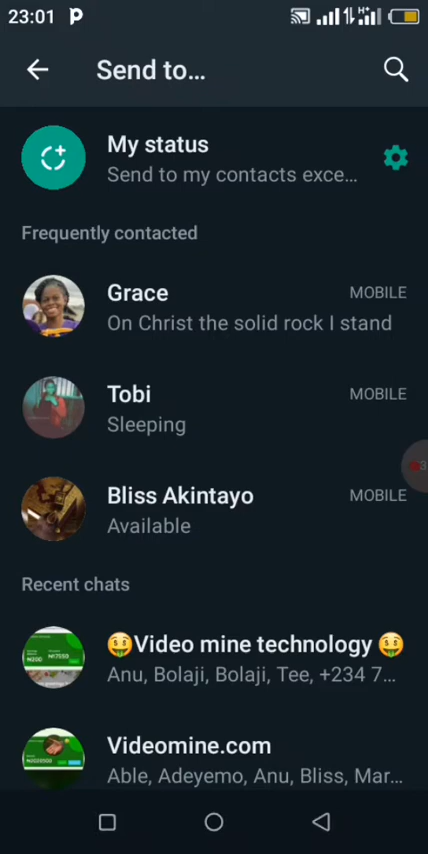 23:01
H+
Send to...
My status
Send to my contacts exce...
Frequently contacted
Grace
MOBILE
On Christ the solid rock I stand
Tobi
MOBILE
Sleeping
Bliss Akintayo
MOBILE
Available
Recent chats
🤑Video mine technology 🤑
Anu, Bolaji, Bolaji, Tee, +234 7...
Videomine.com
Able, Adeyemo, Anu, Bliss, Mar...